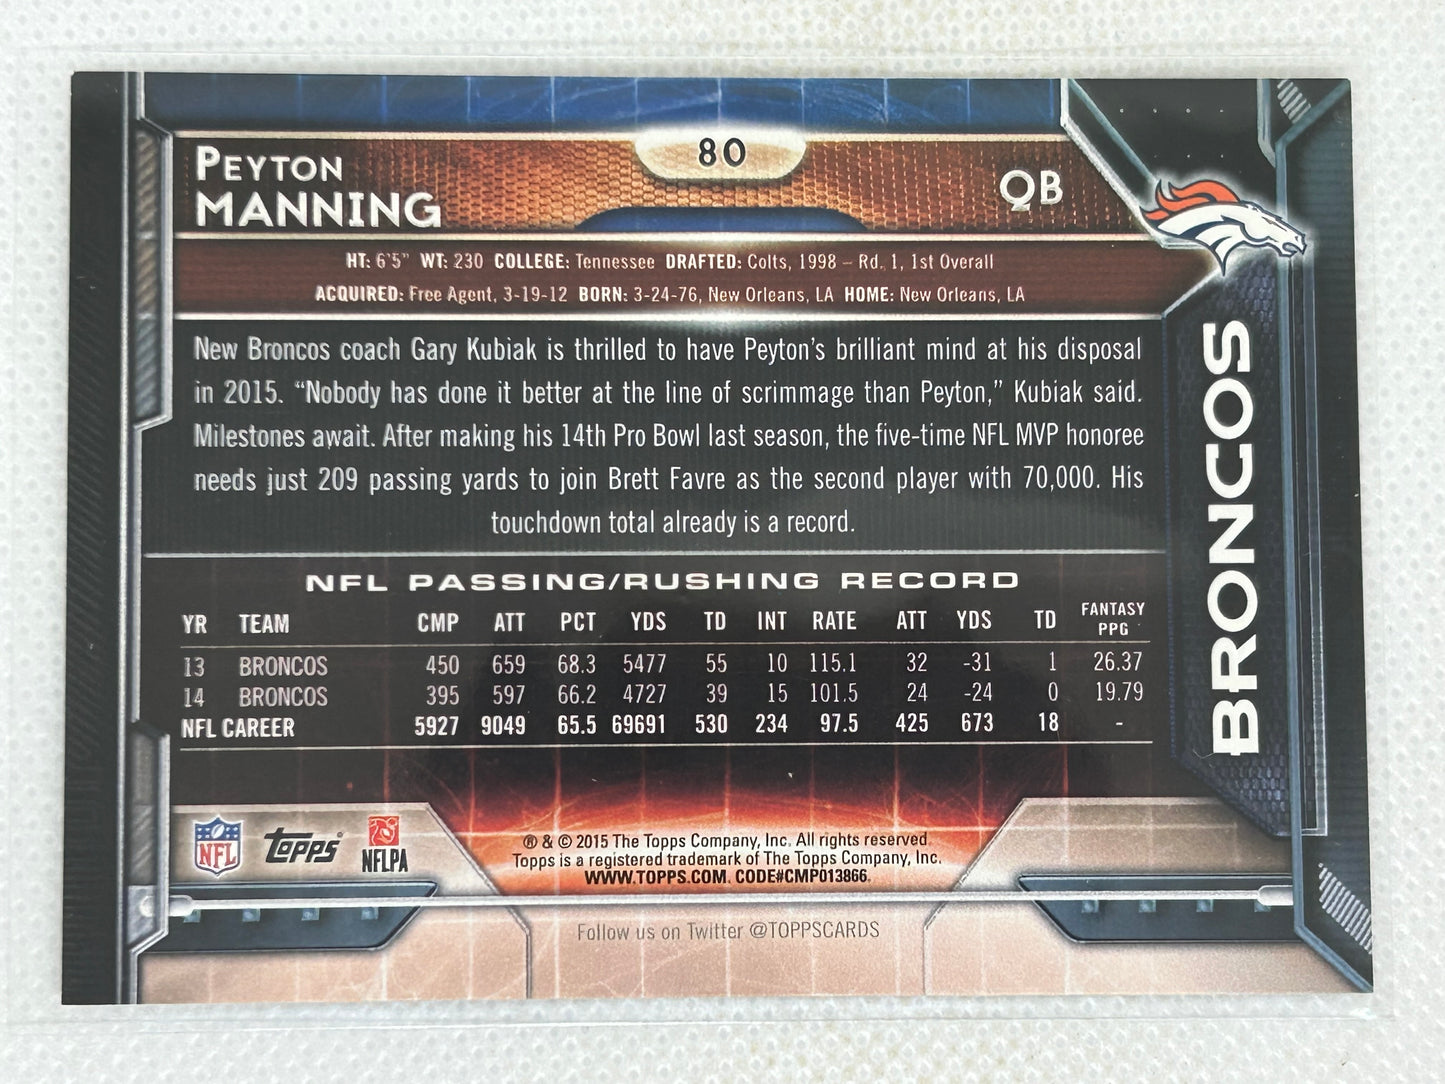 80
PEYTON
MANNING
QB
HT: 6'5" WT: 230 COLLEGE: Tennessee DRAFTED: Colts, 1998 – Rd. 1, 1st Overall
ACQUIRED: Free Agent, 3-19-12 BORN: 3-24-76, New Orleans, LA HOME: New Orleans, LA
New Broncos coach Gary Kubiak is thrilled to have Peyton's brilliant mind at his disposal
in 2015. “Nobody has done it better at the line of scrimmage than Peyton,” Kubiak said.
Milestones await. After making his 14th Pro Bowl last season, the five-time NFL MVP honoree
needs just 209 passing yards to join Brett Favre as the second player with 70,000. His
touchdown total already is a record.
BRONCOS
NFL PASSING/RUSHING RECORD
YR TEAM CMP ATT PCT YDS TD INT RATE ATT YDS TD FANTASY PPG
13 BRONCOS 450 659 68.3 5477 55 10 115.1 32 -31 1 26.37
14 BRONCOS 395 597 66.2 4727 39 15 101.5 24 -24 0 19.79
NFL CAREER 5927 9049 65.5 69691 530 234 97.5 425 673 18 -
NFL Topps NFLPA
® & © 2015 The Topps Company, Inc. All rights reserved.
Topps is a registered trademark of The Topps Company, Inc.
WWW.TOPPS.COM. CODE#CMP013866.
Follow us on Twitter @TOPPSCARDS